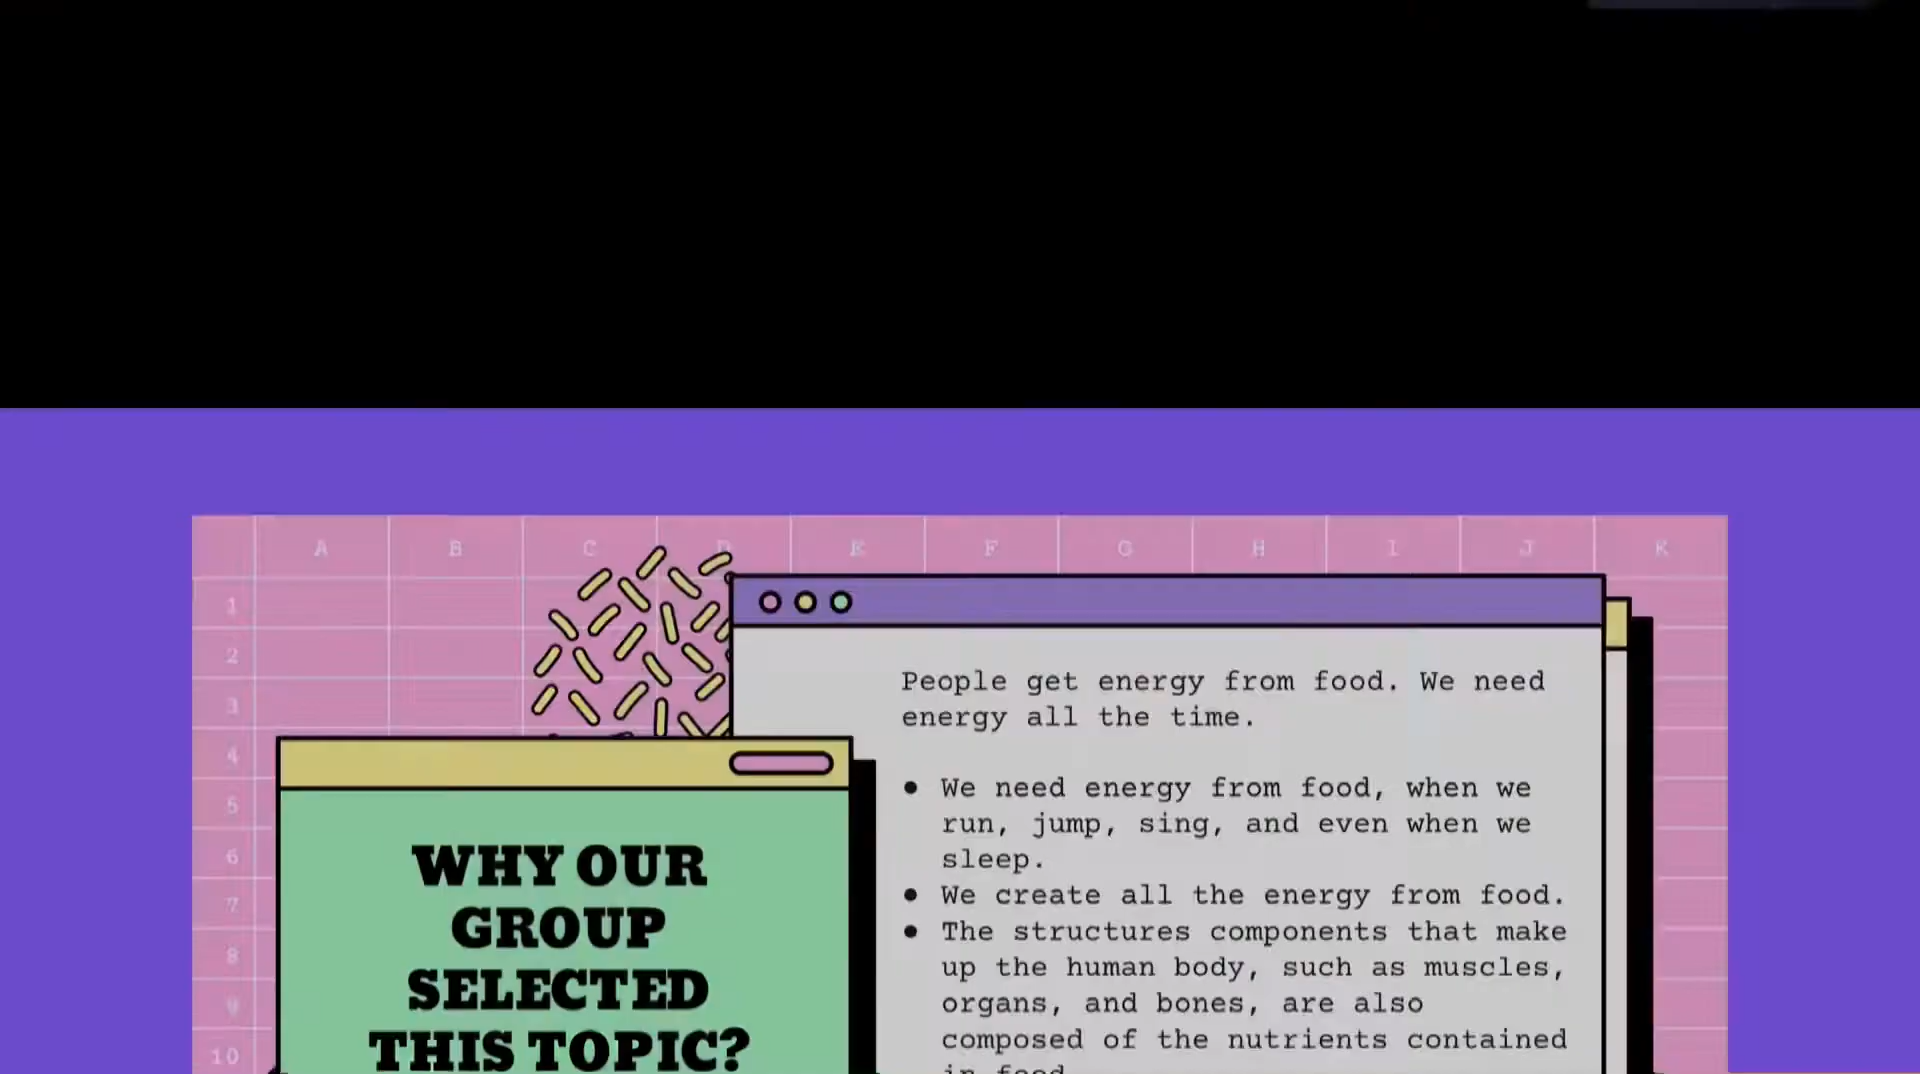 A B C D E F G H I J K
1
2
3
4
5
6
7
8
9
10
WHY OUR
GROUP
SELECTED
THIS TOPIC?
People get energy from food. We need
energy all the time.
● We need energy from food, when we
run, jump, sing, and even when we
sleep.
● We create all the energy from food.
● The structures components that make
up the human body, such as muscles,
organs, and bones, are also
composed of the nutrients contained
in food